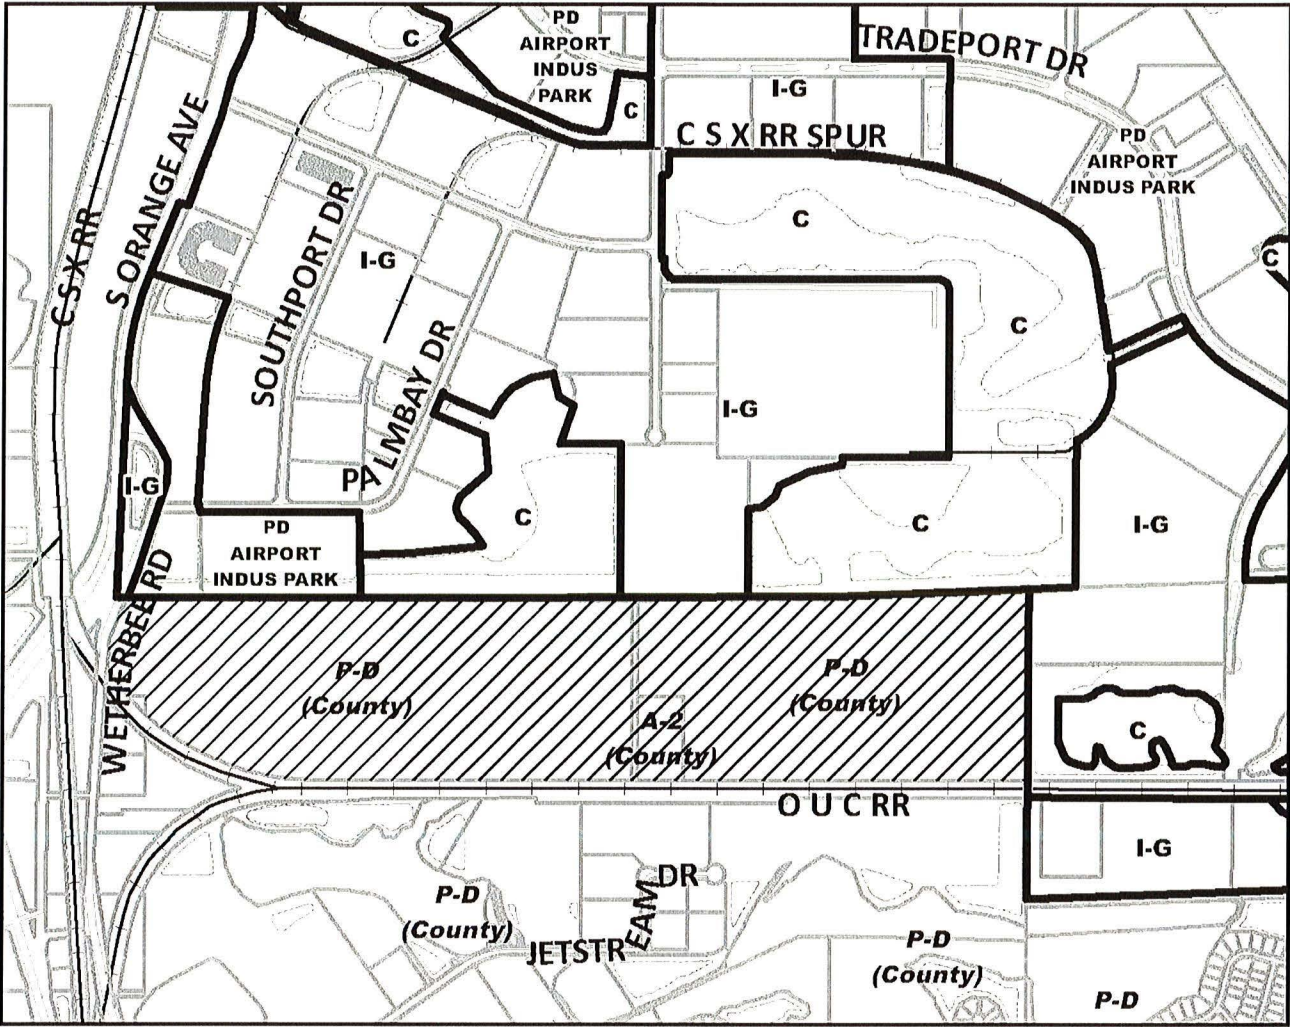 PD
AIRPORT
INDUS
PARK
C
C
TRADEPORT DR
I-G
C S X RR SPUR
PD
AIRPORT
INDUS PARK
C S X RR
S ORANGE AVE
SOUTHPORT DR
I-G
C
C
C
PALMBAY DR
I-G
I-G
C
C
I-G
PD
AIRPORT
INDUS PARK
WETHERBEE RD
P-D
(County)
A-2
(County)
P-D
(County)
C
O U C RR
I-G
P-D
(County)
JETSTREAM DR
P-D
(County)
P-D